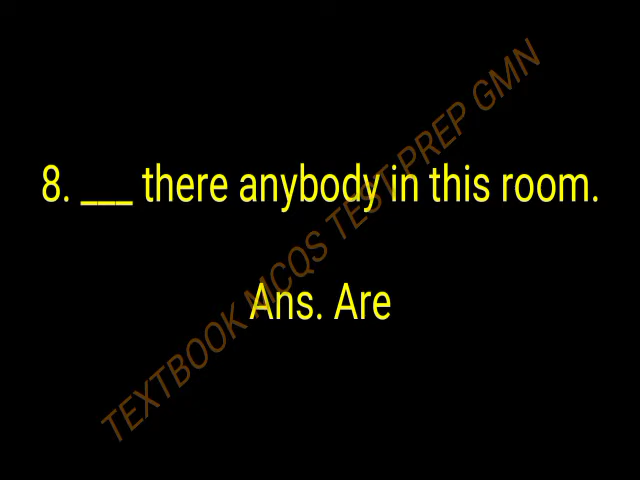 8. ___ there anybody in this room.
Ans. Are
TEXTBOOK MCQS TEST PREP GMN